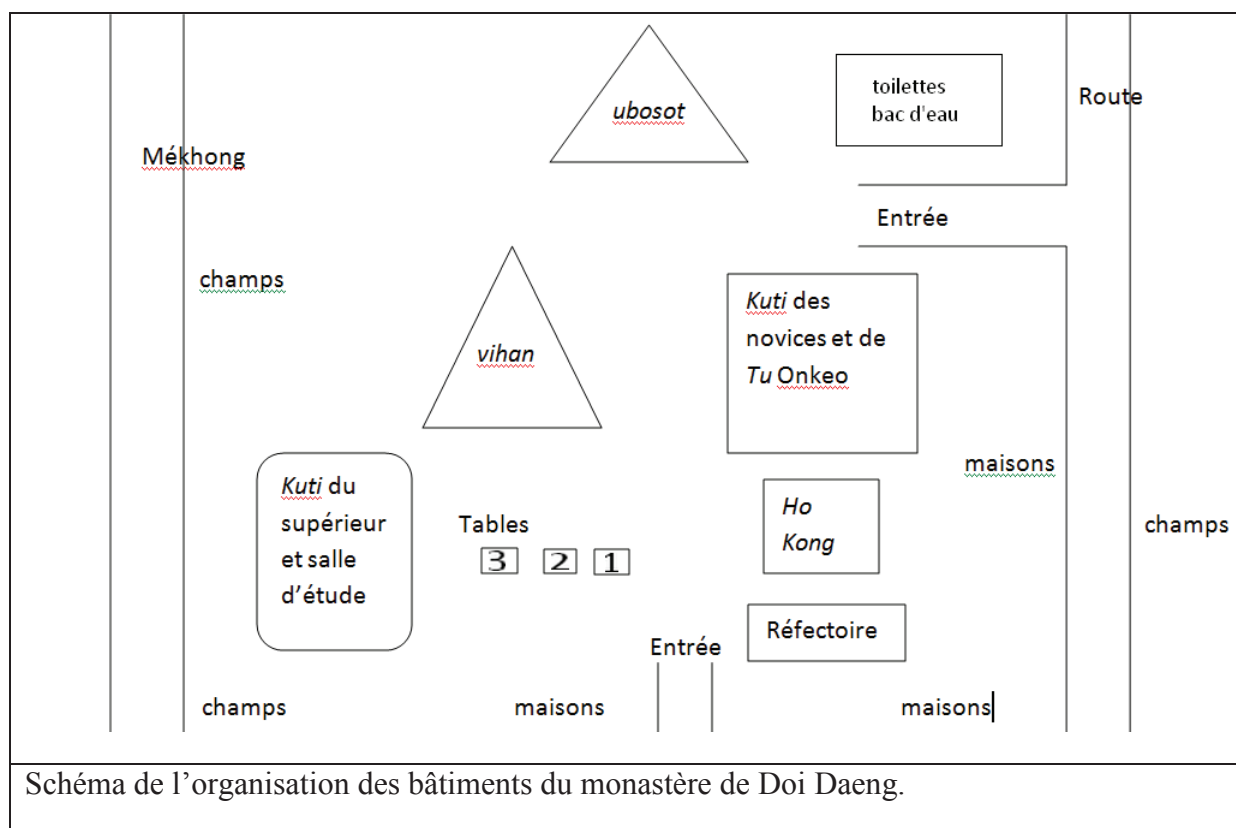 toilettes
bac d'eau
Route
ubosot
Mékhong
Entrée
champs
Kuti des
novices et de
Tu Onkeo
vihan
maisons
Kuti du
supérieur
et salle
d’étude
Tables
3 2 1
Ho
Kong
champs
Réfectoire
Entrée
champs
maisons
maisons
Schéma de l’organisation des bâtiments du monastère de Doi Daeng.